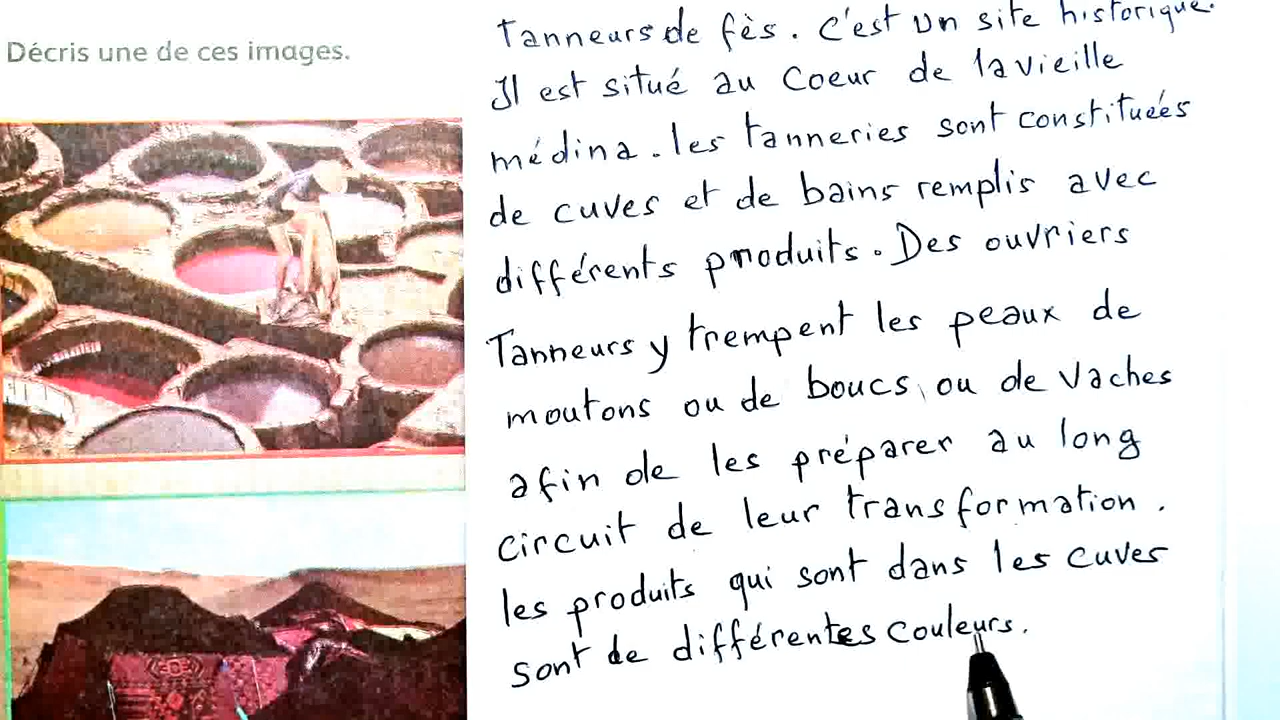 Décris une de ces images.
Tanneurs de fès. c'est un site historique.
Il est situé au Coeur de la vieille
médina. les tanneries sont constituées
de cuves et de bains remplis avec
différents produits. Des ouvriers
Tanneurs y trempent les peaux de
moutons ou de boucs, ou de vaches
afin de les préparer au long
circuit de leur transformation.
les produits qui sont dans les cuves
sont de différentes couleurs.